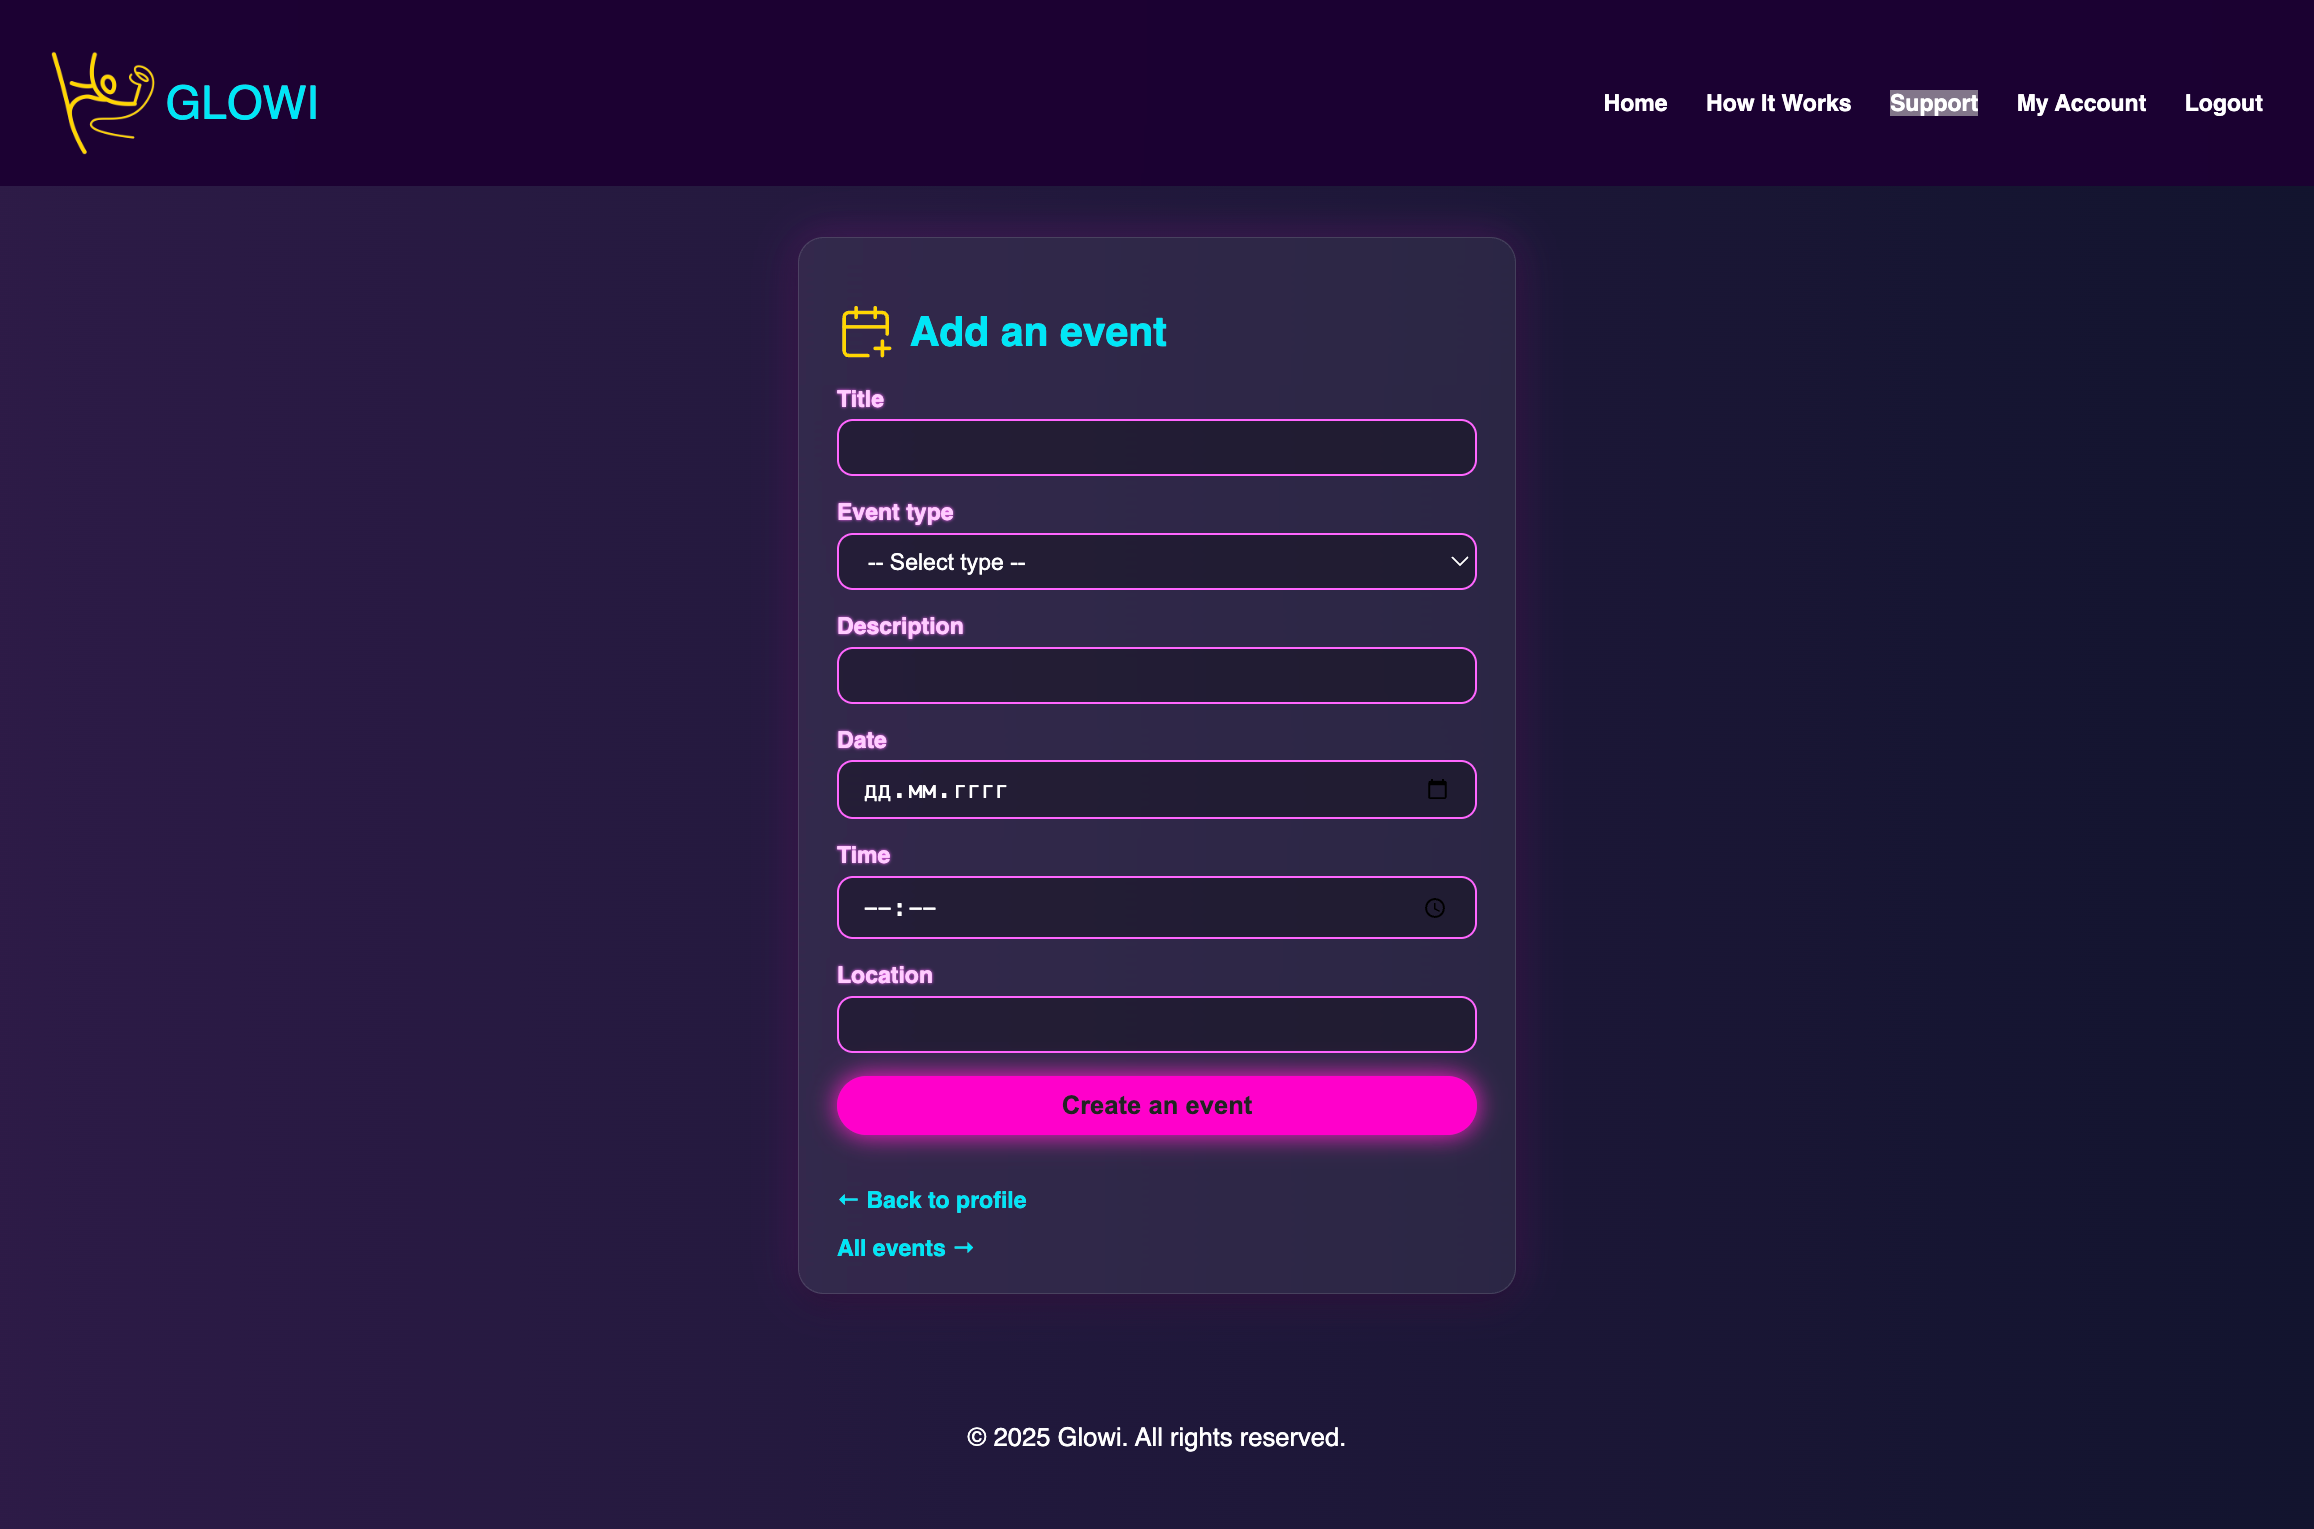 GLOWI
Home How It Works Support My Account Logout
Add an event
Title
Event type
-- Select type --
Description
Date
дд.мм.гггг
Time
--:--
Location
Create an event
← Back to profile
All events →
© 2025 Glowi. All rights reserved.